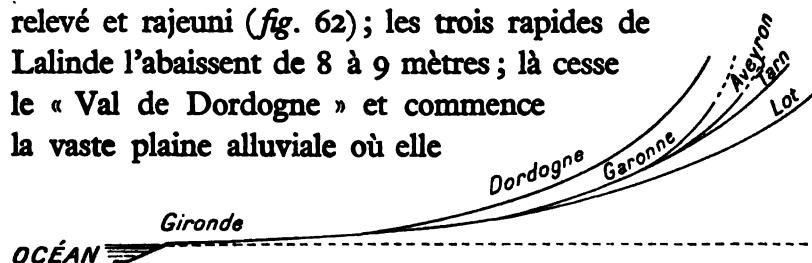 relevé et rajeuni (fig. 62) ; les trois rapides de
Lalinde l'abaissent de 8 à 9 mètres ; là cesse
le « Val de Dordogne » et commence
la vaste plaine alluviale où elle
Aveyron
Tarn
Lot
Garonne
Dordogne
Gironde
OCÉAN